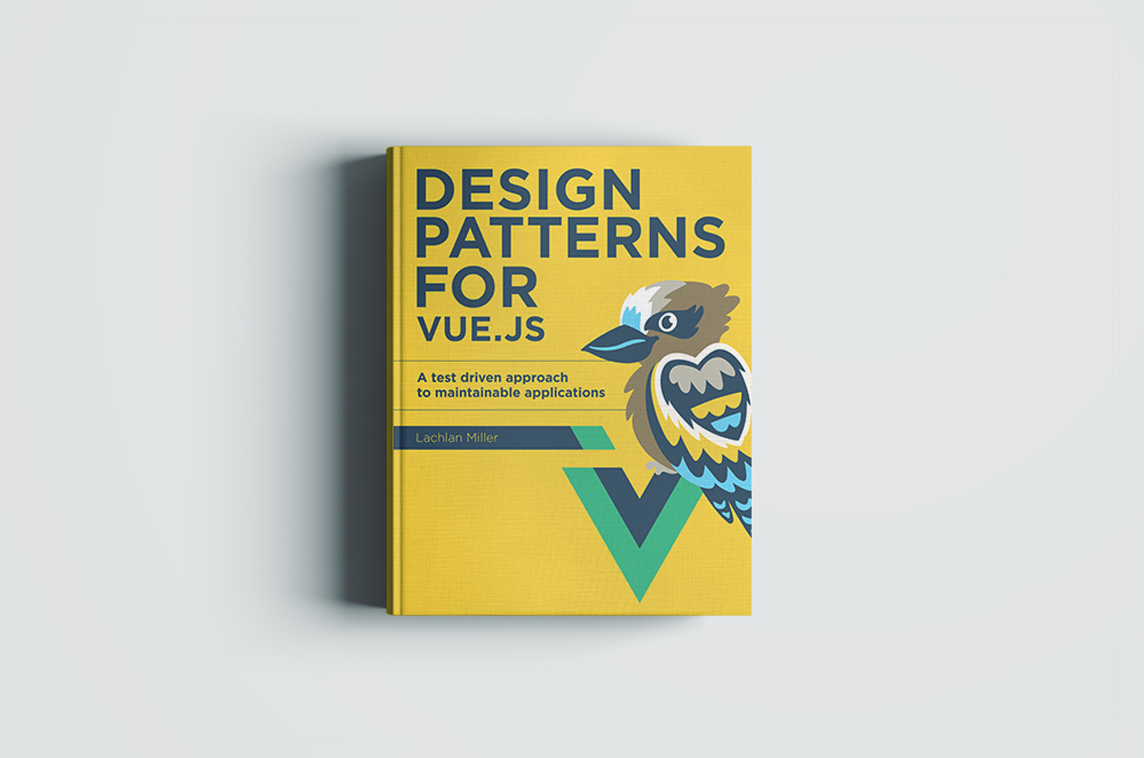 DESIGN
PATTERNS
FOR
VUE.JS
A test driven approach
to maintainable applications
Lachlan Miller